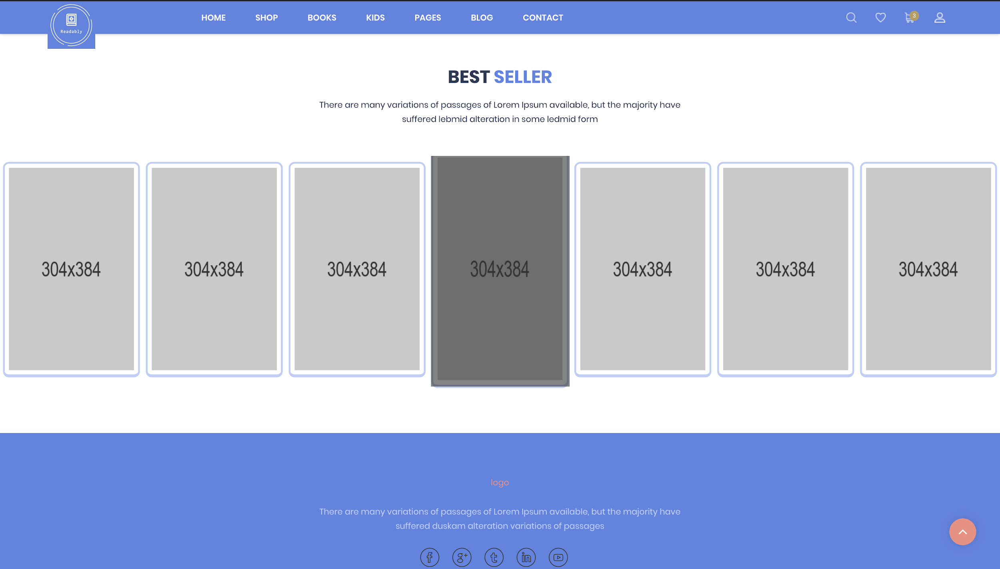 Readably
HOME SHOP BOOKS KIDS PAGES BLOG CONTACT
3
BEST SELLER
There are many variations of passages of Lorem Ipsum available, but the majority have
suffered lebmid alteration in some ledmid form
304x384 304x384 304x384 304x384 304x384 304x384 304x384
logo
There are many variations of passages of Lorem Ipsum available, but the majority have
suffered duskam alteration variations of passages